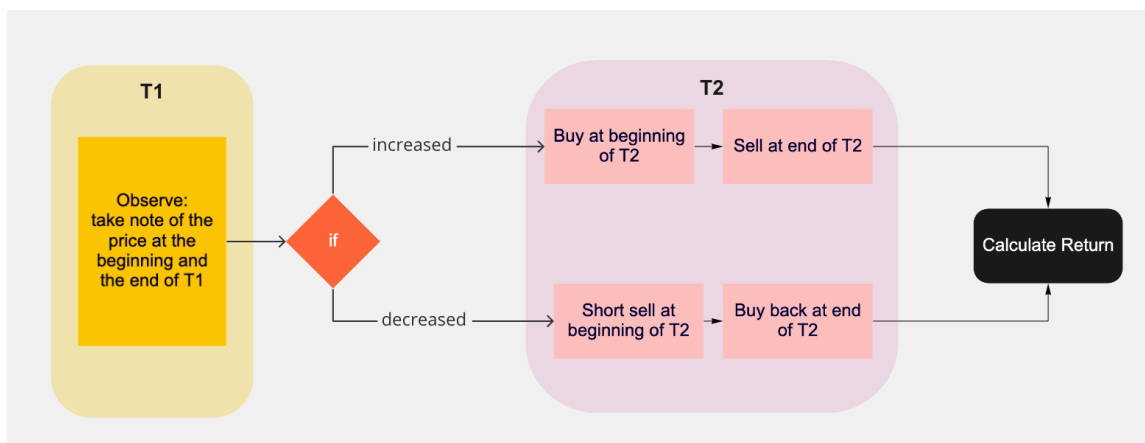 T1
Observe:
take note of the
price at the
beginning and
the end of T1
if
increased
decreased
T2
Buy at beginning
of T2
Sell at end of T2
Short sell at
beginning of T2
Buy back at end
of T2
Calculate Return